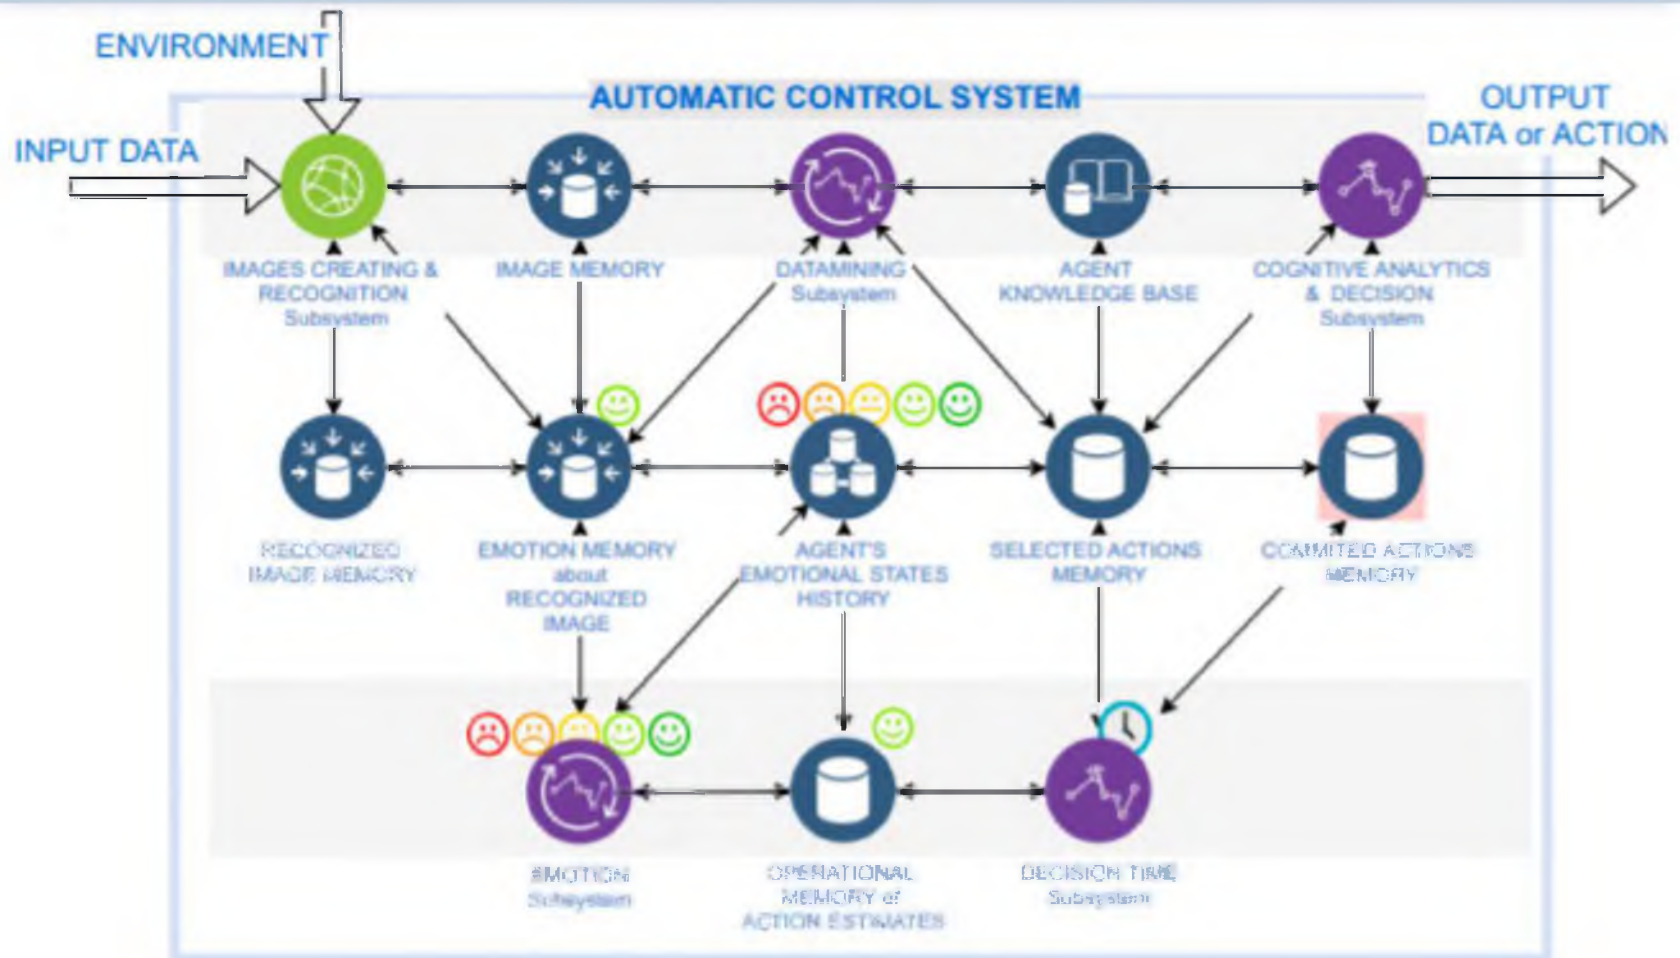 ENVIRONMENT
AUTOMATIC CONTROL SYSTEM
OUTPUT
DATA or ACTION
INPUT DATA
IMAGES CREATING &
RECOGNITION
Subsystem
IMAGE MEMORY
DATAMINING
Subsystem
AGENT
KNOWLEDGE BASE
COGNITIVE ANALYTICS
& DECISION
Subsystem
RECOGNIZED
IMAGE MEMORY
EMOTION MEMORY
about
RECOGNIZED
IMAGE
AGENT'S
EMOTIONAL STATES
HISTORY
SELECTED ACTIONS
MEMORY
COMMITED ACTIONS
MEMORY
EMOTION
Subsystem
OPERATIONAL
MEMORY of
ACTION ESTIMATES
DECISION TIME
Subsystem